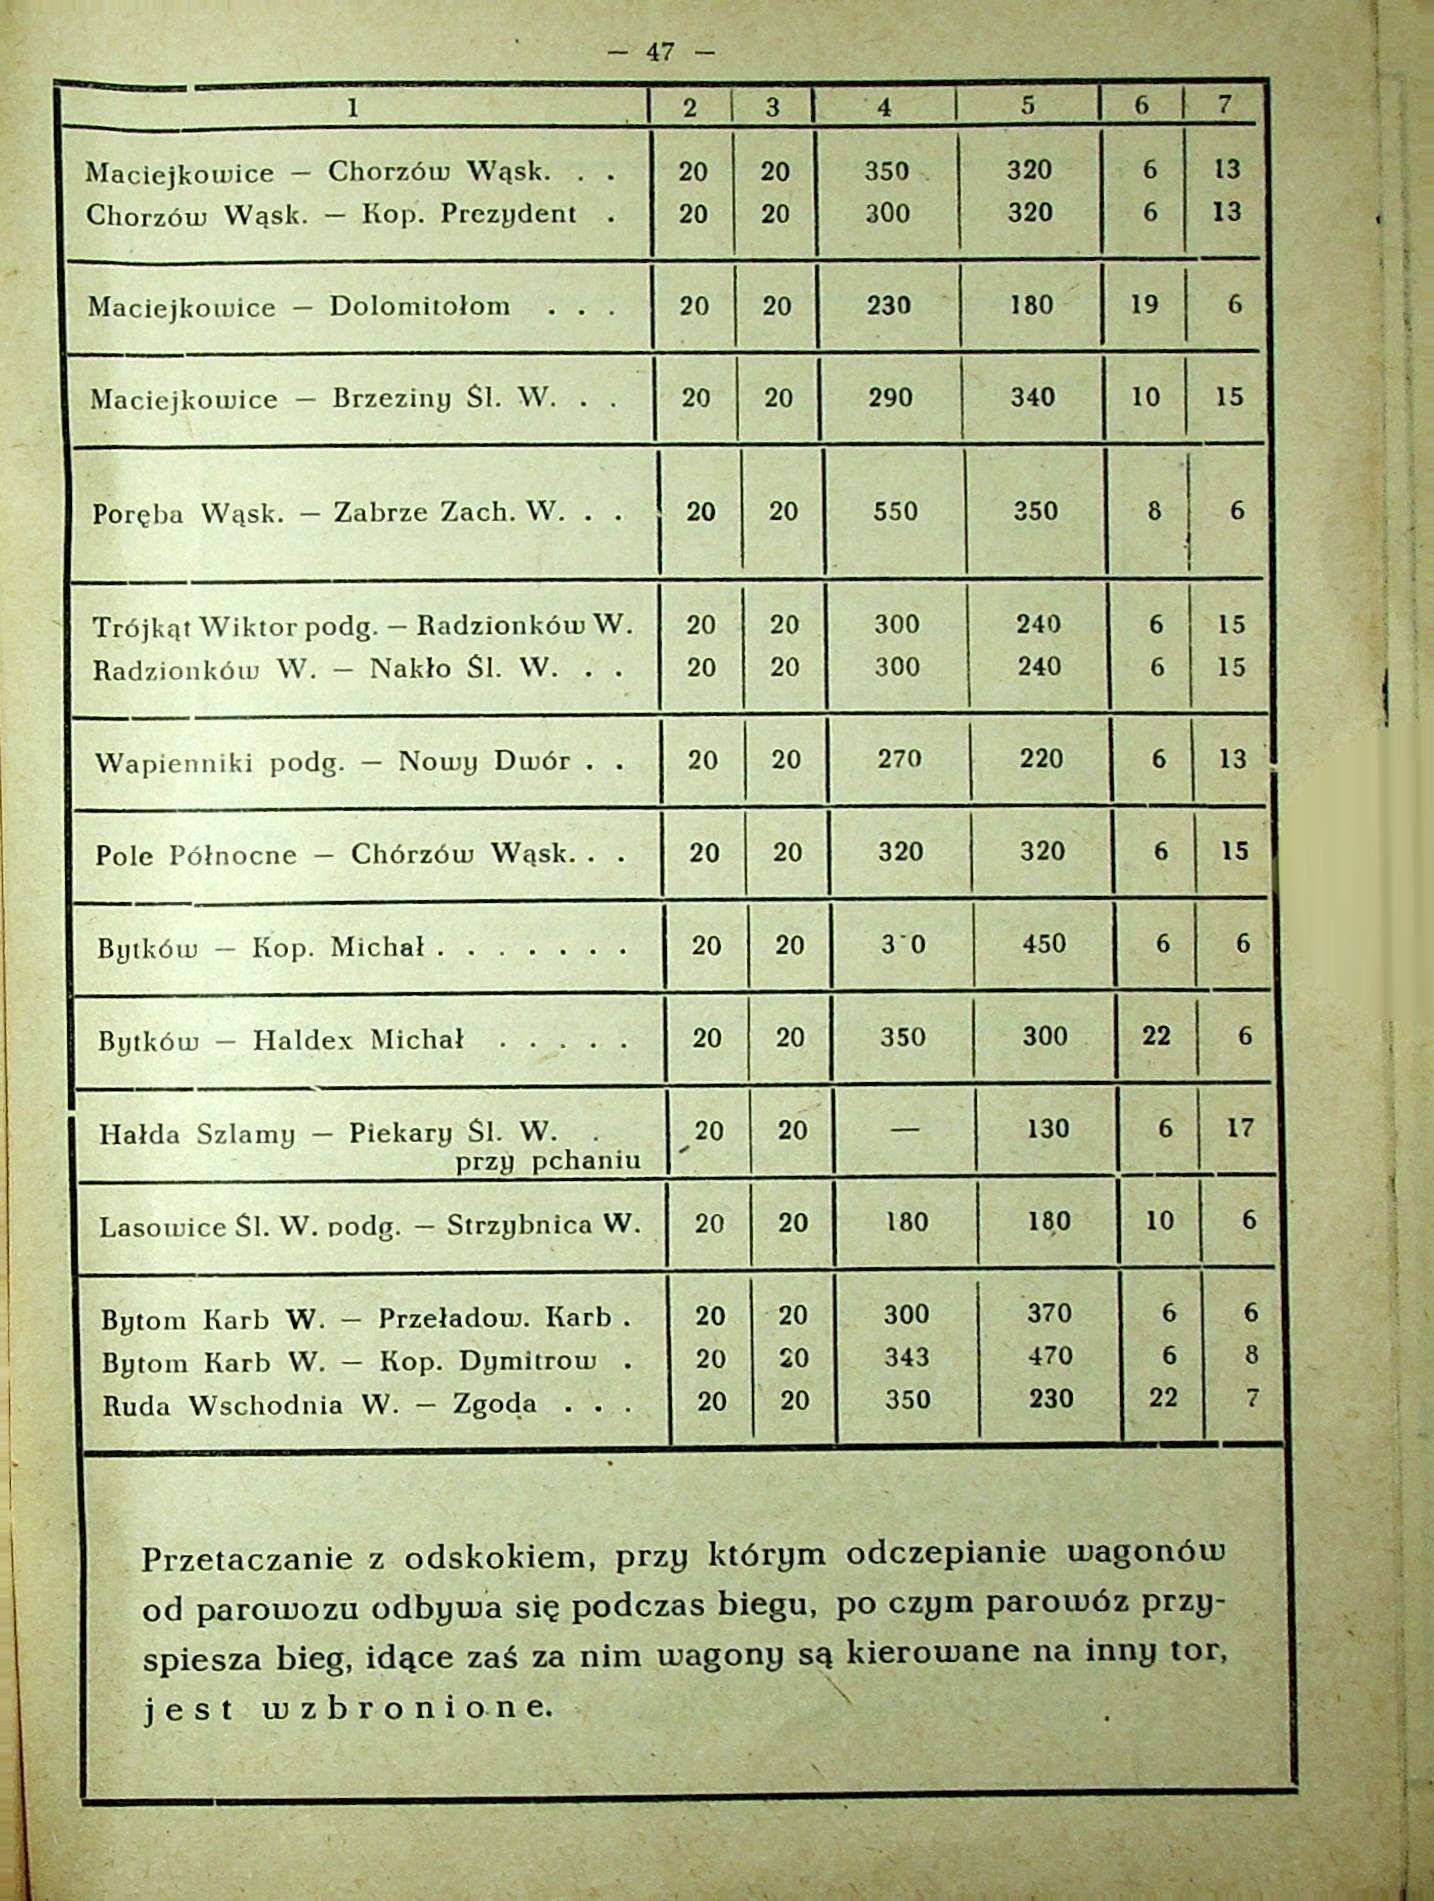 — 47 —
1 2 3 4 5 6 7
Maciejkowice — Chorzów Wąsk. . . 20 20 350 320 6 13
Chorzów Wąsk. — Kop. Prezydent . 20 20 300 320 6 13
Maciejkowice — Dolomitołom . . . 20 20 230 180 19 6
Maciejkowice — Brzeziny Śl. W. . . 20 20 290 340 10 15
Poręba Wąsk. — Zabrze Zach. W. . . 20 20 550 350 8 6
Trójkąt Wiktor podg. — Radzionków W. 20 20 300 240 6 15
Radzionków W. — Nakło Śl. W. . . 20 20 300 240 6 15
Wapienniki podg. — Nowy Dwór . . 20 20 270 220 6 13
Pole Północne — Chórzów Wąsk. . . 20 20 320 320 6 15
Bytków — Kop. Michał . . . . . . . 20 20 450 6 6
Bytków — Haldex Michał . . . . . 20 20 350 300 22 6
Hałda Szlamy — Piekary Śl. W. . 20 20 — 130 6 17
przy pchaniu
Lasowice Śl. W. podg. — Strzybnica W. 20 20 180 180 10 6
Bytom Karb W. — Przeładow. Karb . 20 20 300 370 6 6
Bytom Karb W. — Kop. Dymitrow . 20 20 343 470 6 8
Ruda Wschodnia W. — Zgoda . . . 20 20 350 230 22 7
Przetaczanie z odskokiem, przy którym odczepianie wagonów
od parowozu odbywa się podczas biegu, po czym parowóz przy-
spiesza bieg, idące zaś za nim wagony są kierowane na inny tor,
jest wzbronione.